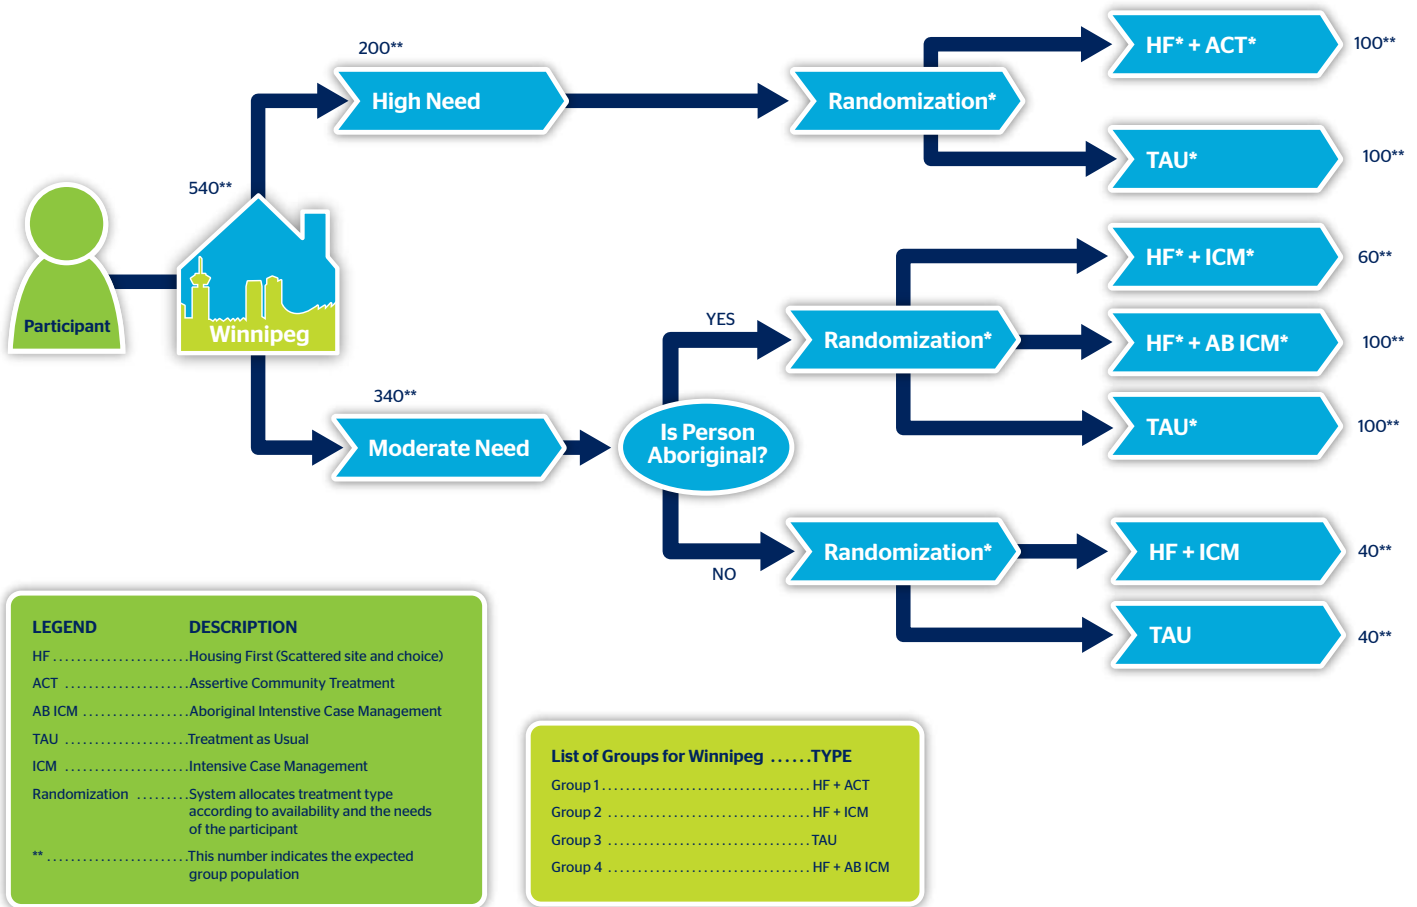 200**
High Need
Randomization*
HF* + ACT*
100**
TAU*
100**
540**
Participant
Winnipeg
340**
Moderate Need
Is Person
Aboriginal?
YES
Randomization*
HF* + ICM*
60**
HF* + AB ICM*
100**
TAU*
100**
NO
Randomization*
HF + ICM
40**
TAU
40**
LEGEND DESCRIPTION
HF ...................... Housing First (Scattered site and choice)
ACT ..................... Assertive Community Treatment
AB ICM .................. Aboriginal Intenstive Case Management
TAU ..................... Treatment as Usual
ICM ..................... Intensive Case Management
Randomization ......... System allocates treatment type
according to availability and the needs
of the participant
** ........................ This number indicates the expected
group population
List of Groups for Winnipeg ...... TYPE
Group 1 ................................... HF + ACT
Group 2 .................................. HF + ICM
Group 3 .................................. TAU
Group 4 .................................. HF + AB ICM